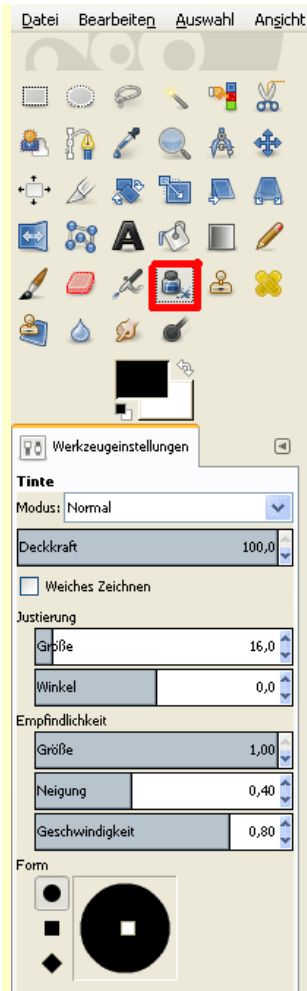 Datei Bearbeiten Auswahl Ansicht
Werkzeugeinstellungen
Tinte
Modus: Normal
Deckkraft 100,0
Weiches Zeichnen
Justierung
Größe 16,0
Winkel 0,0
Empfindlichkeit
Größe 1,00
Neigung 0,40
Geschwindigkeit 0,80
Form